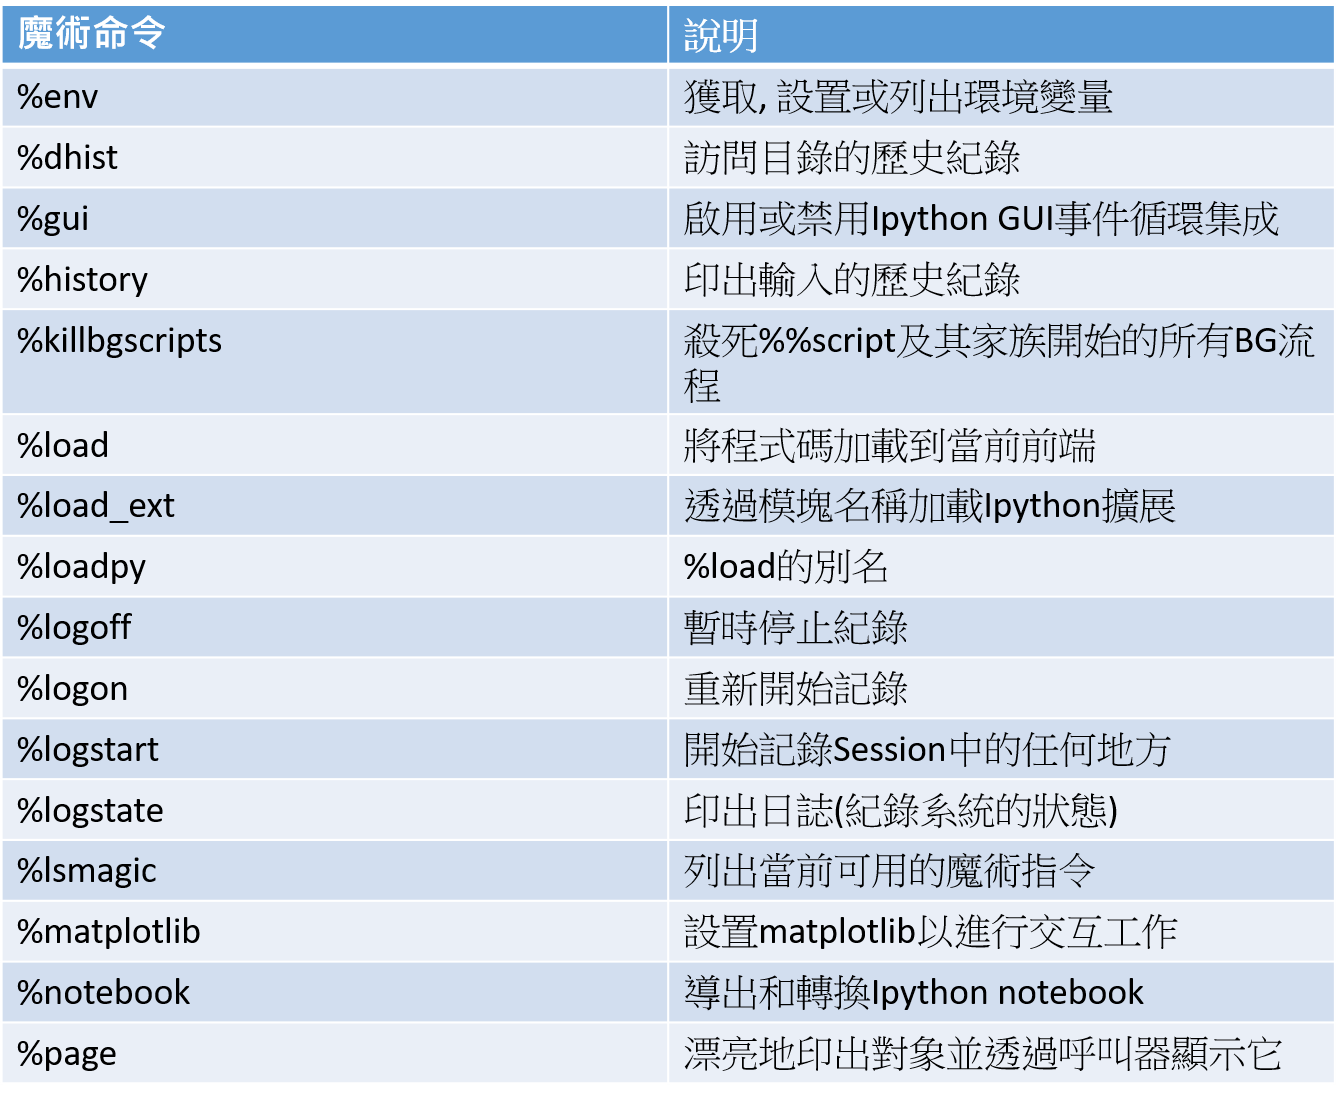 魔術命令 說明
%env 獲取, 設置或列出環境變量
%dhist 訪問目錄的歷史紀錄
%gui 啟用或禁用Ipython GUI事件循環集成
%history 印出輸入的歷史紀錄
%killbgscripts 殺死%%script及其家族開始的所有BG流
程
%load 將程式碼加載到當前前端
%load_ext 透過模塊名稱加載Ipython擴展
%loadpy %load的別名
%logoff 暫時停止紀錄
%logon 重新開始記錄
%logstart 開始記錄Session中的任何地方
%logstate 印出日誌(紀錄系統的狀態)
%lsmagic 列出當前可用的魔術指令
%matplotlib 設置matplotlib以進行交互工作
%notebook 導出和轉換Ipython notebook
%page 漂亮地印出對象並透過呼叫器顯示它